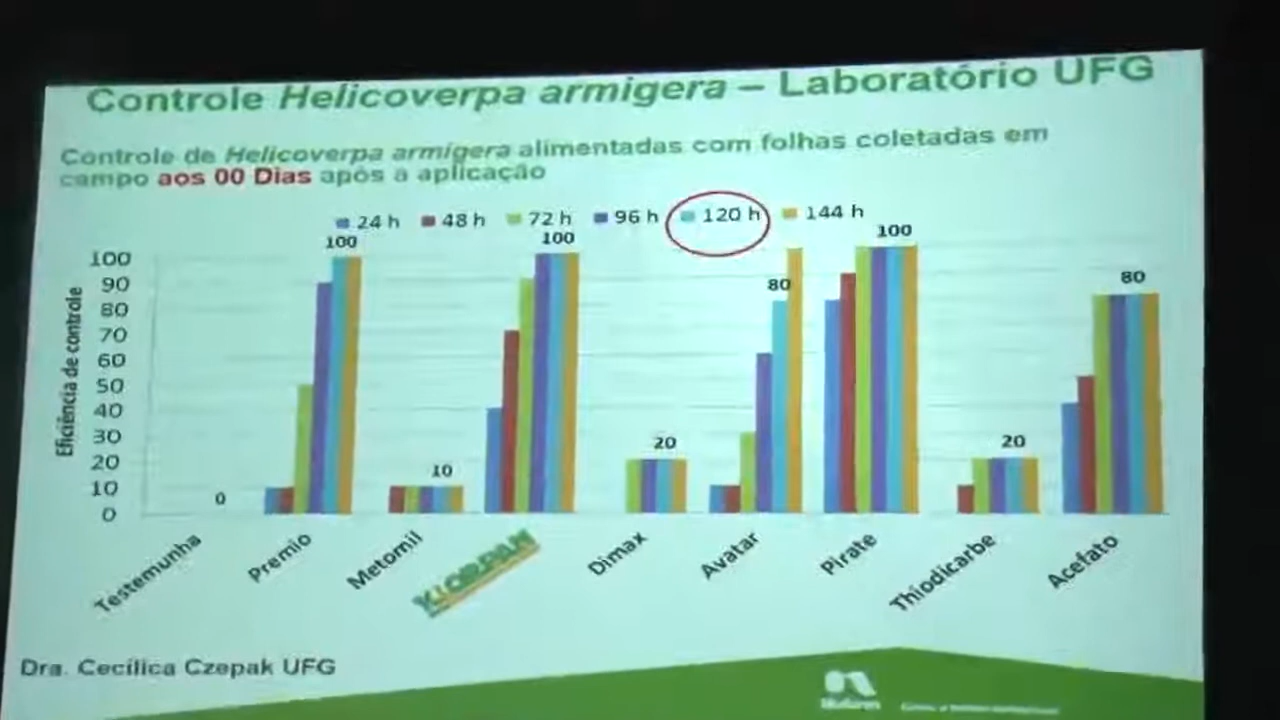 Controle Helicoverpa armigera – Laboratório UFG
Controle de Helicoverpa armigera alimentadas com folhas coletadas em
campo aos 00 Dias após a aplicação
24 h 48 h 72 h 96 h 120 h 144 h
100 100 80 100 80
100
90
80
70
60
50
40
30
20
10
0
Eficiência de controle
0 10 20 20
Testemunha Premio Metomil KLORPAN Dimax Avatar Pirate Thiodicarbe Acefato
Dra. Cecílica Czepak UFG